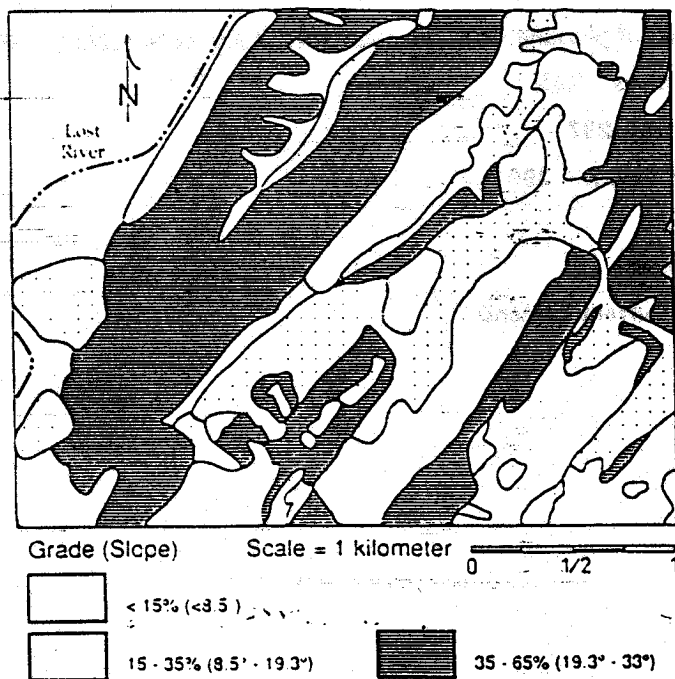 N
Lost
River
Grade (Slope) Scale = 1 kilometer
0 1/2 1
< 15% (<8.5°)
15 - 35% (8.5° - 19.3°) 35 - 65% (19.3° - 33°)